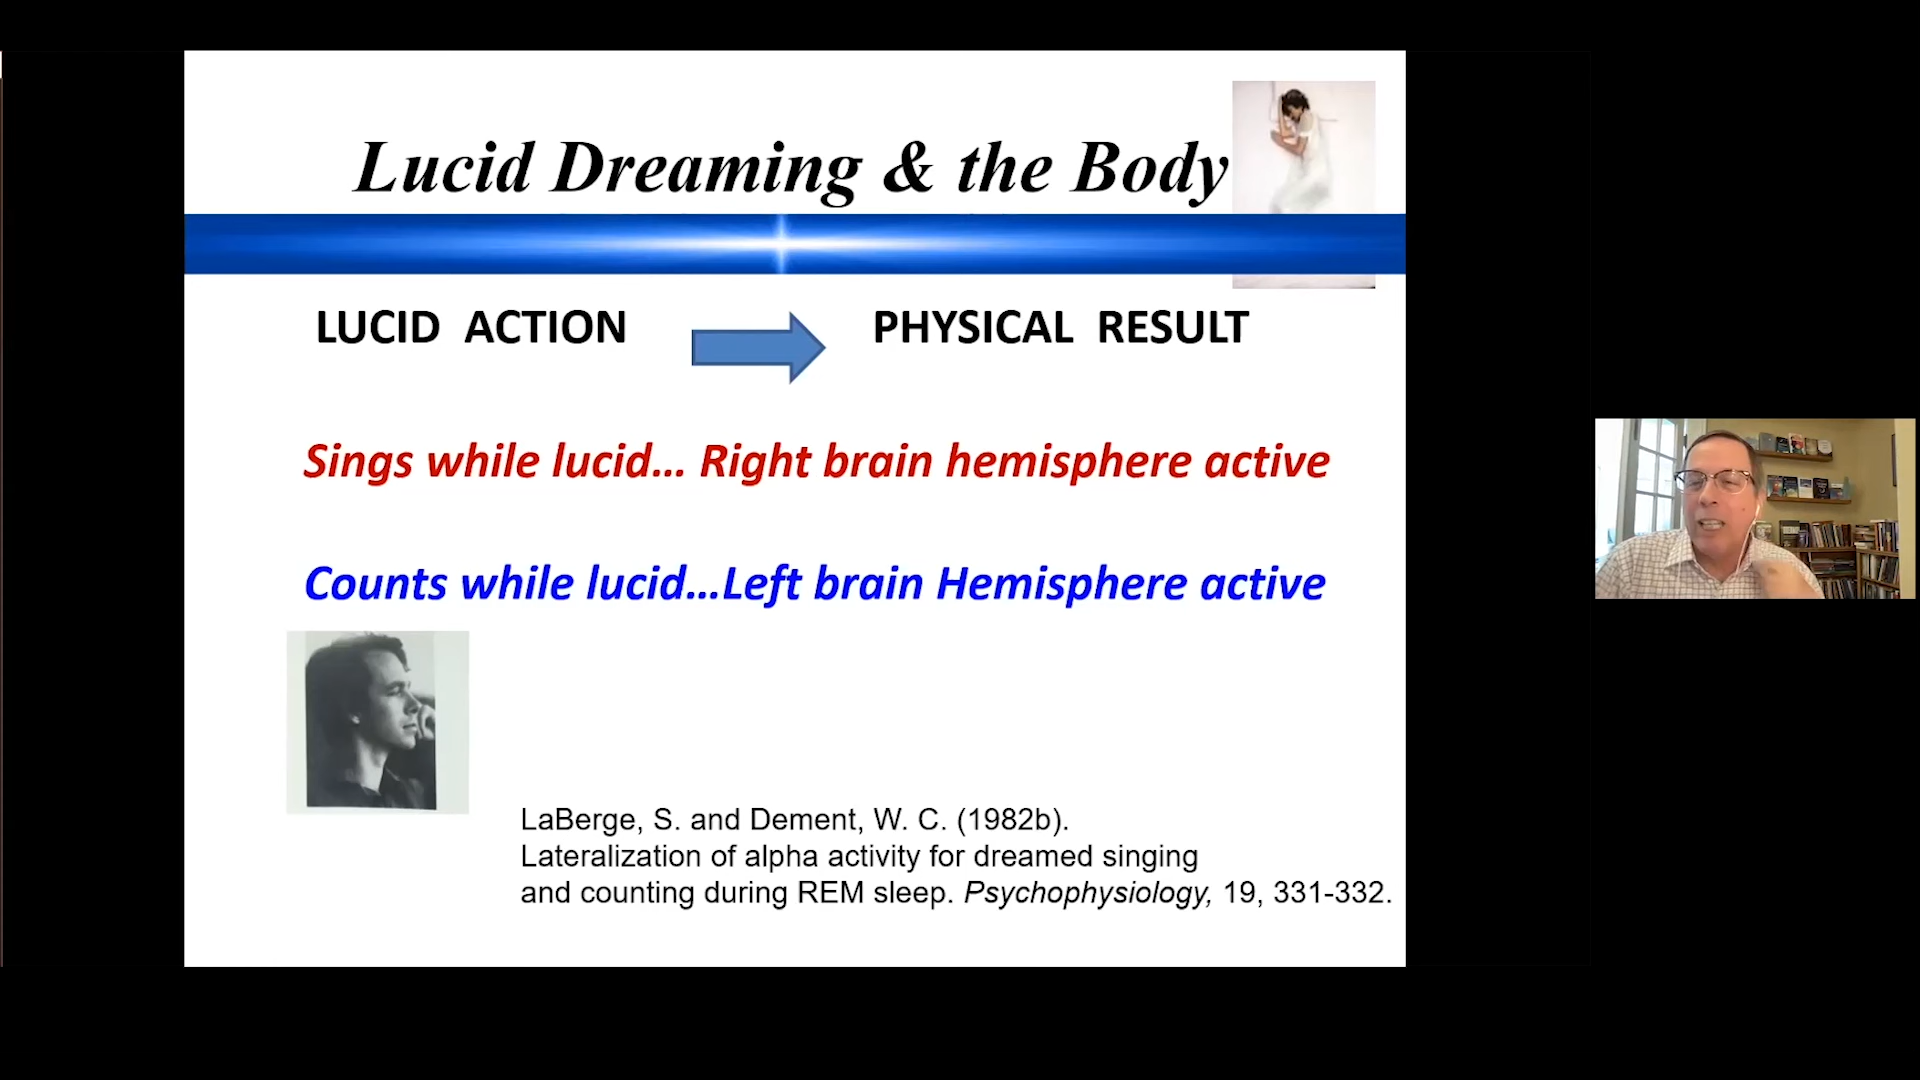 Lucid Dreaming & the Body
LUCID ACTION
PHYSICAL RESULT
Sings while lucid... Right brain hemisphere active
Counts while lucid...Left brain Hemisphere active
LaBerge, S. and Dement, W. C. (1982b).
Lateralization of alpha activity for dreamed singing
and counting during REM sleep. Psychophysiology, 19, 331-332.